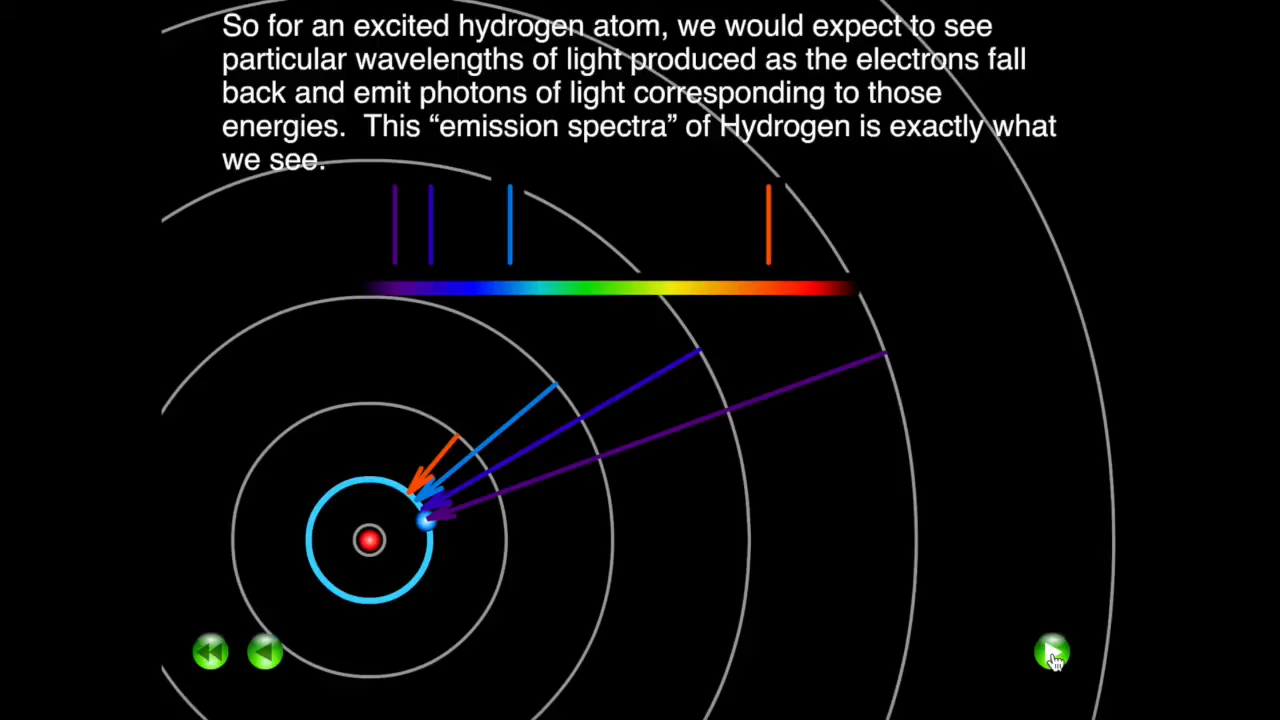 So for an excited hydrogen atom, we would expect to see
particular wavelengths of light produced as the electrons fall
back and emit photons of light corresponding to those
energies.  This “emission spectra” of Hydrogen is exactly what
we see.